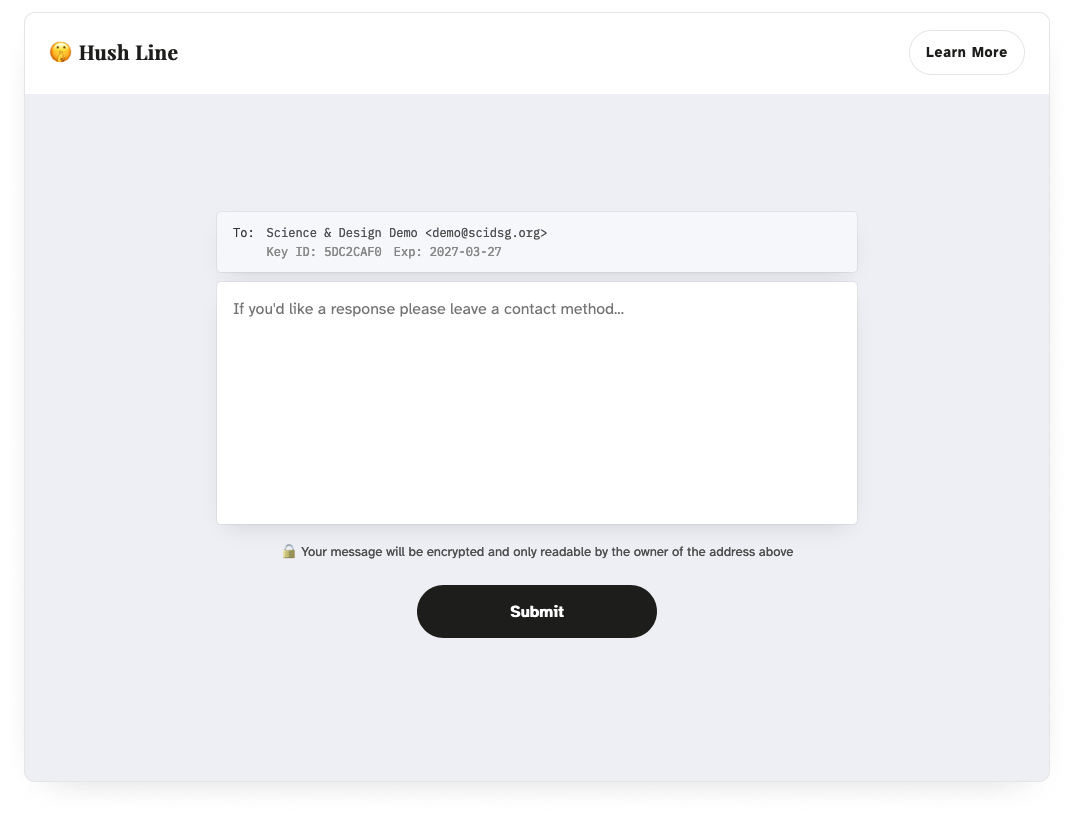 🤫 Hush Line
Learn More
To: Science & Design Demo <demo@scidsg.org>
Key ID: 5DC2CAF0 Exp: 2027-03-27
If you'd like a response please leave a contact method...
🔒 Your message will be encrypted and only readable by the owner of the address above
Submit